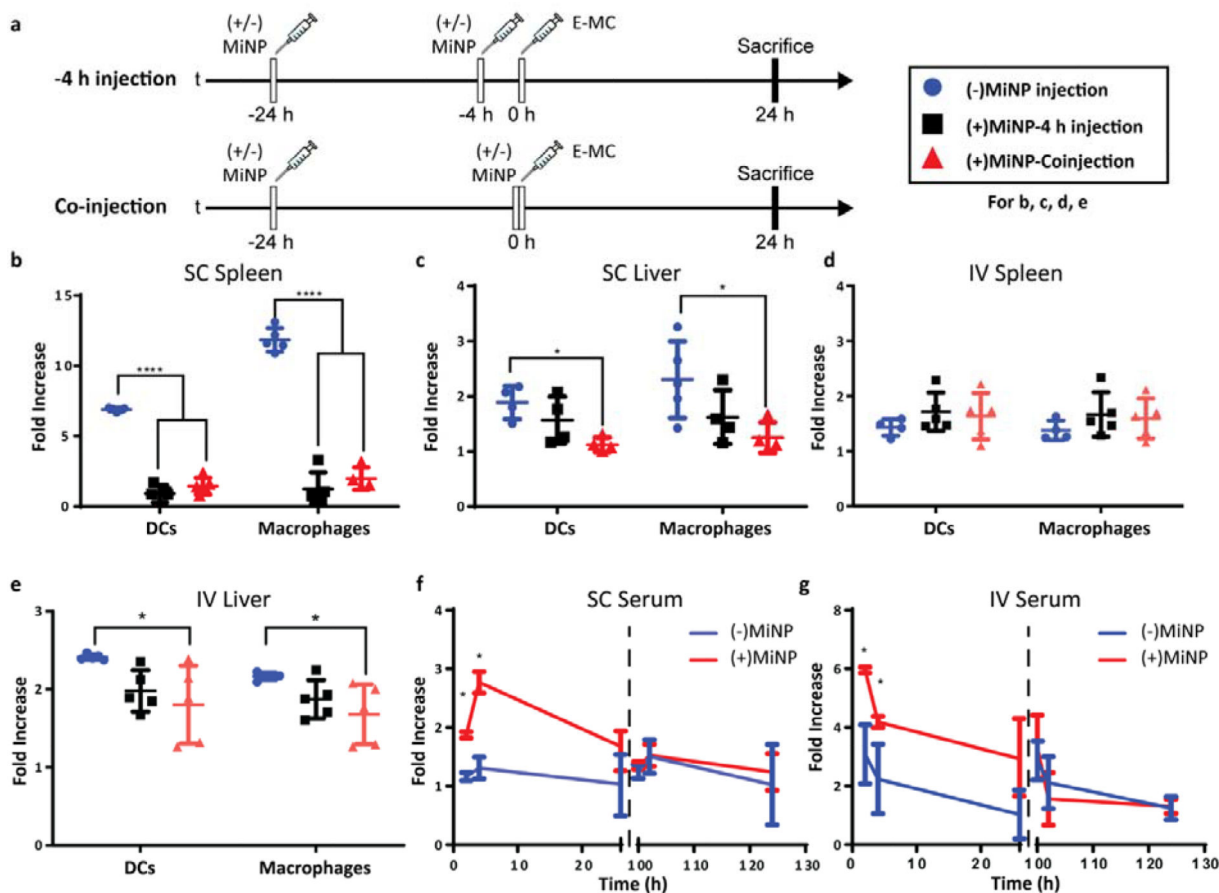 a
(+/-)
MiNP
(+/-)
MiNP
E-MC
Sacrifice
-4 h injection
t
-24 h
-4 h
0 h
24 h
(+/-)
MiNP
(+/-)
MiNP
E-MC
Sacrifice
Co-injection
t
-24 h
0 h
24 h
(-)MiNP injection
(+)MiNP-4 h injection
(+)MiNP-Coinjection
For b, c, d, e
b
SC Spleen
Fold Increase
15
10
5
0
****
****
DCs
Macrophages
c
SC Liver
Fold Increase
4
3
2
1
0
*
*
DCs
Macrophages
d
IV Spleen
Fold Increase
4
3
2
1
0
DCs
Macrophages
e
IV Liver
Fold Increase
3
2
1
0
*
*
DCs
Macrophages
f
SC Serum
Fold Increase
4
3
2
1
0
*
*
(-)MiNP
(+)MiNP
0 10 20 100 110 120 130
Time (h)
g
IV Serum
Fold Increase
8
6
4
2
0
*
*
(-)MiNP
(+)MiNP
0 10 20 100 110 120 130
Time (h)